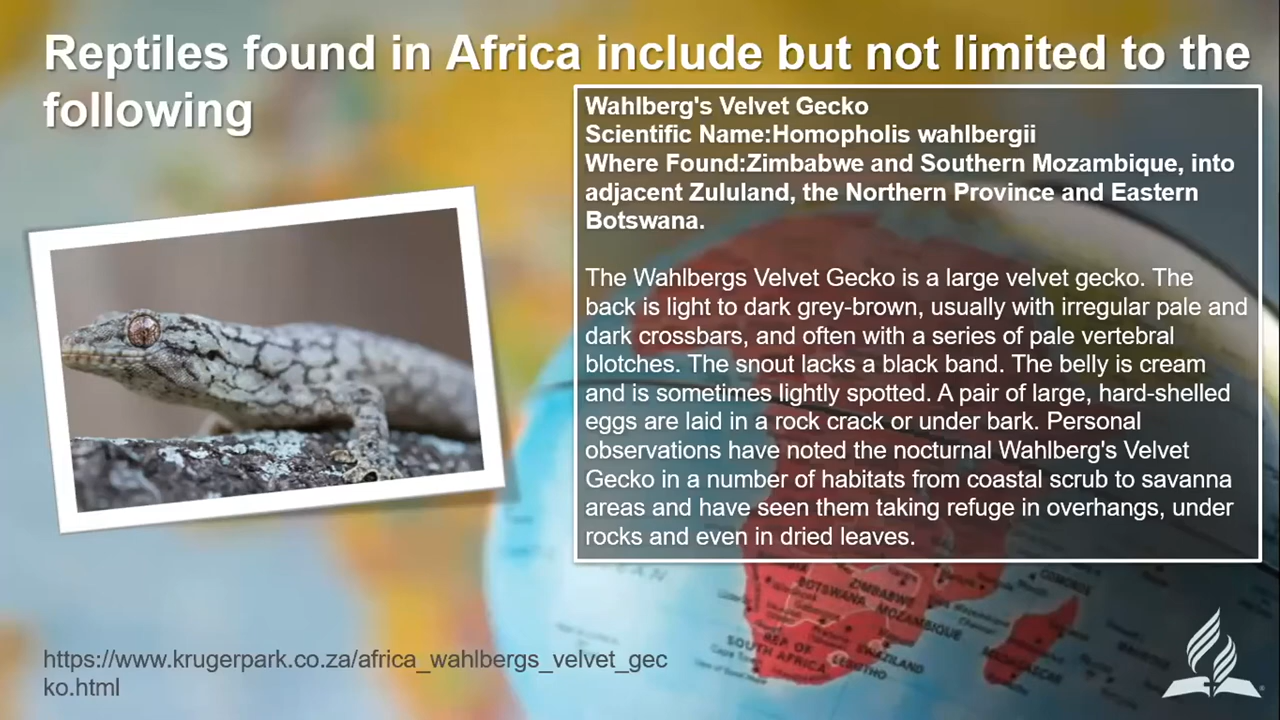 Reptiles found in Africa include but not limited to the
following
Wahlberg's Velvet Gecko
Scientific Name:Homopholis wahlbergii
Where Found:Zimbabwe and Southern Mozambique, into
adjacent Zululand, the Northern Province and Eastern
Botswana.
The Wahlbergs Velvet Gecko is a large velvet gecko. The
back is light to dark grey-brown, usually with irregular pale and
dark crossbars, and often with a series of pale vertebral
blotches. The snout lacks a black band. The belly is cream
and is sometimes lightly spotted. A pair of large, hard-shelled
eggs are laid in a rock crack or under bark. Personal
observations have noted the nocturnal Wahlberg's Velvet
Gecko in a number of habitats from coastal scrub to savanna
areas and have seen them taking refuge in overhangs, under
rocks and even in dried leaves.
COMOROS
ZIMBABWE
BOTSWANA
MOZAMBIQUE
REP. OF
SOUTH AFRICA
SWAZILAND
LESOTHO
MADAGASCAR
https://www.krugerpark.co.za/africa_wahlbergs_velvet_gec
ko.html